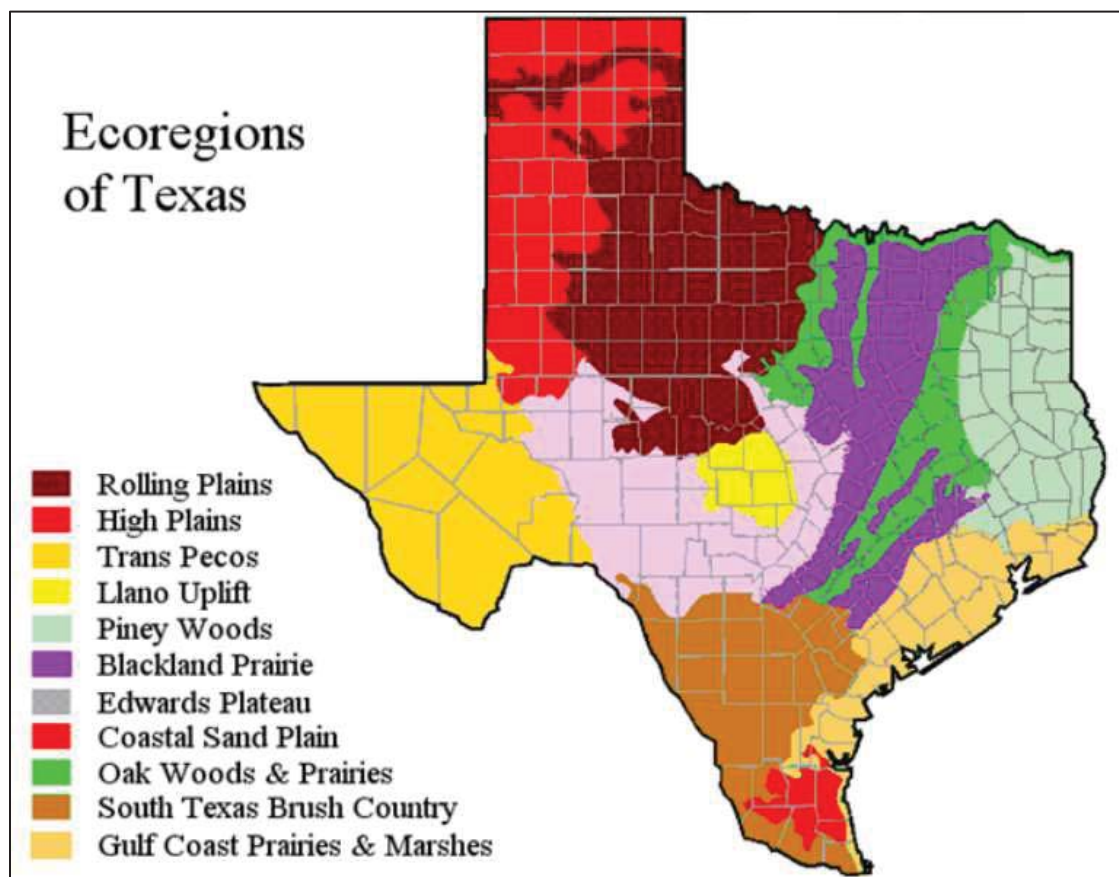 Ecoregions
of Texas
Rolling Plains
High Plains
Trans Pecos
Llano Uplift
Piney Woods
Blackland Prairie
Edwards Plateau
Coastal Sand Plain
Oak Woods & Prairies
South Texas Brush Country
Gulf Coast Prairies & Marshes